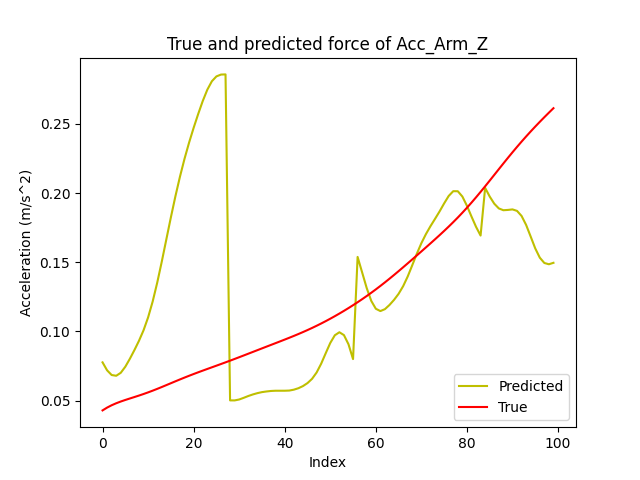 True and predicted force of Acc_Arm_Z
Acceleration (m/s^2)
0.25
0.20
0.15
0.10
0.05
0 20 40 60 80 100
Index
Predicted
True